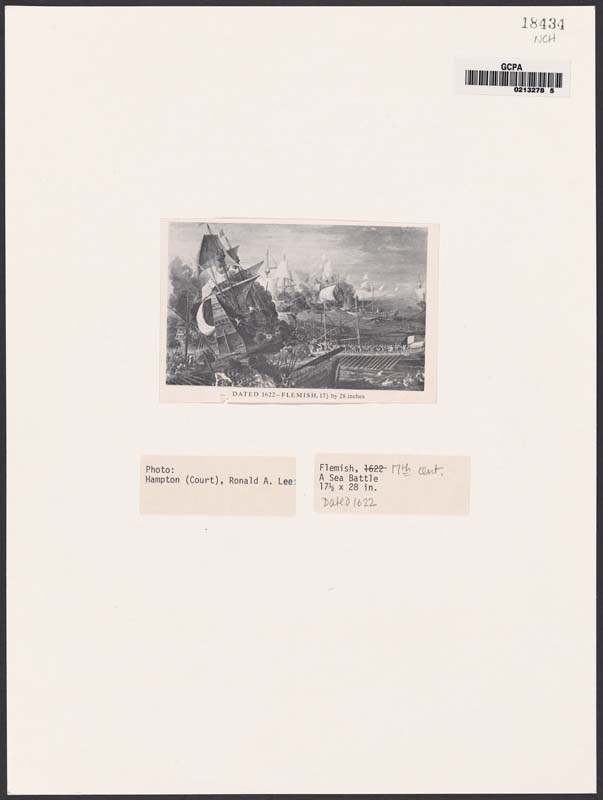 18434
NCH
GCPA
0213278 5
DATED 1622–FLEMISH, 17½ by 28 inches
Photo:
Hampton (Court), Ronald A. Lee:
Flemish, 1622 17th cent.
A Sea Battle
17½ x 28 in.
Dated 1622